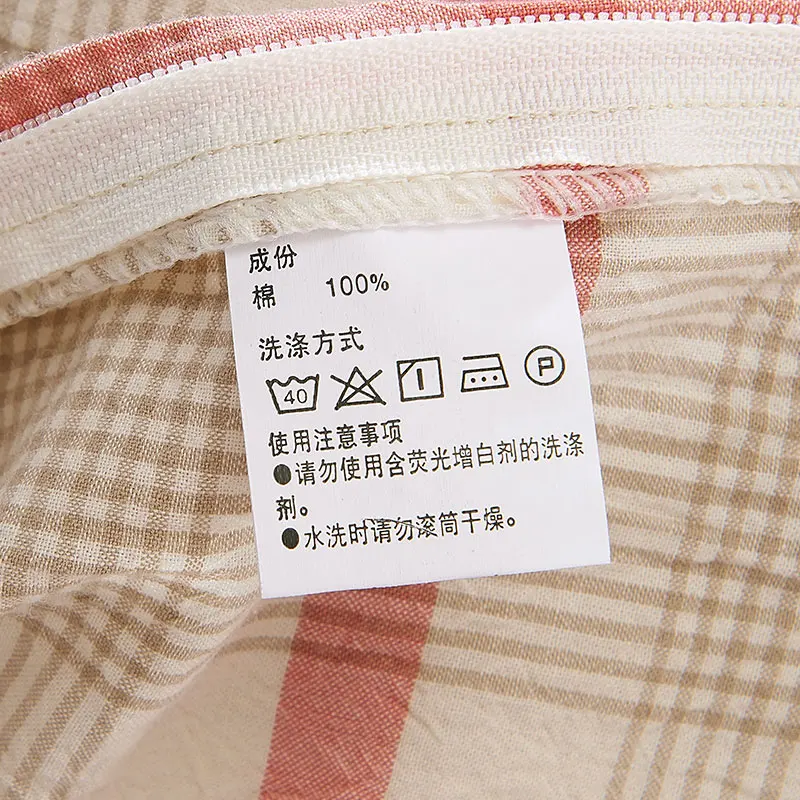 成份
棉 100%
洗涤方式
40 P
使用注意事项
●请勿使用含荧光增白剂的洗涤
剂。
●水洗时请勿滚筒干燥。